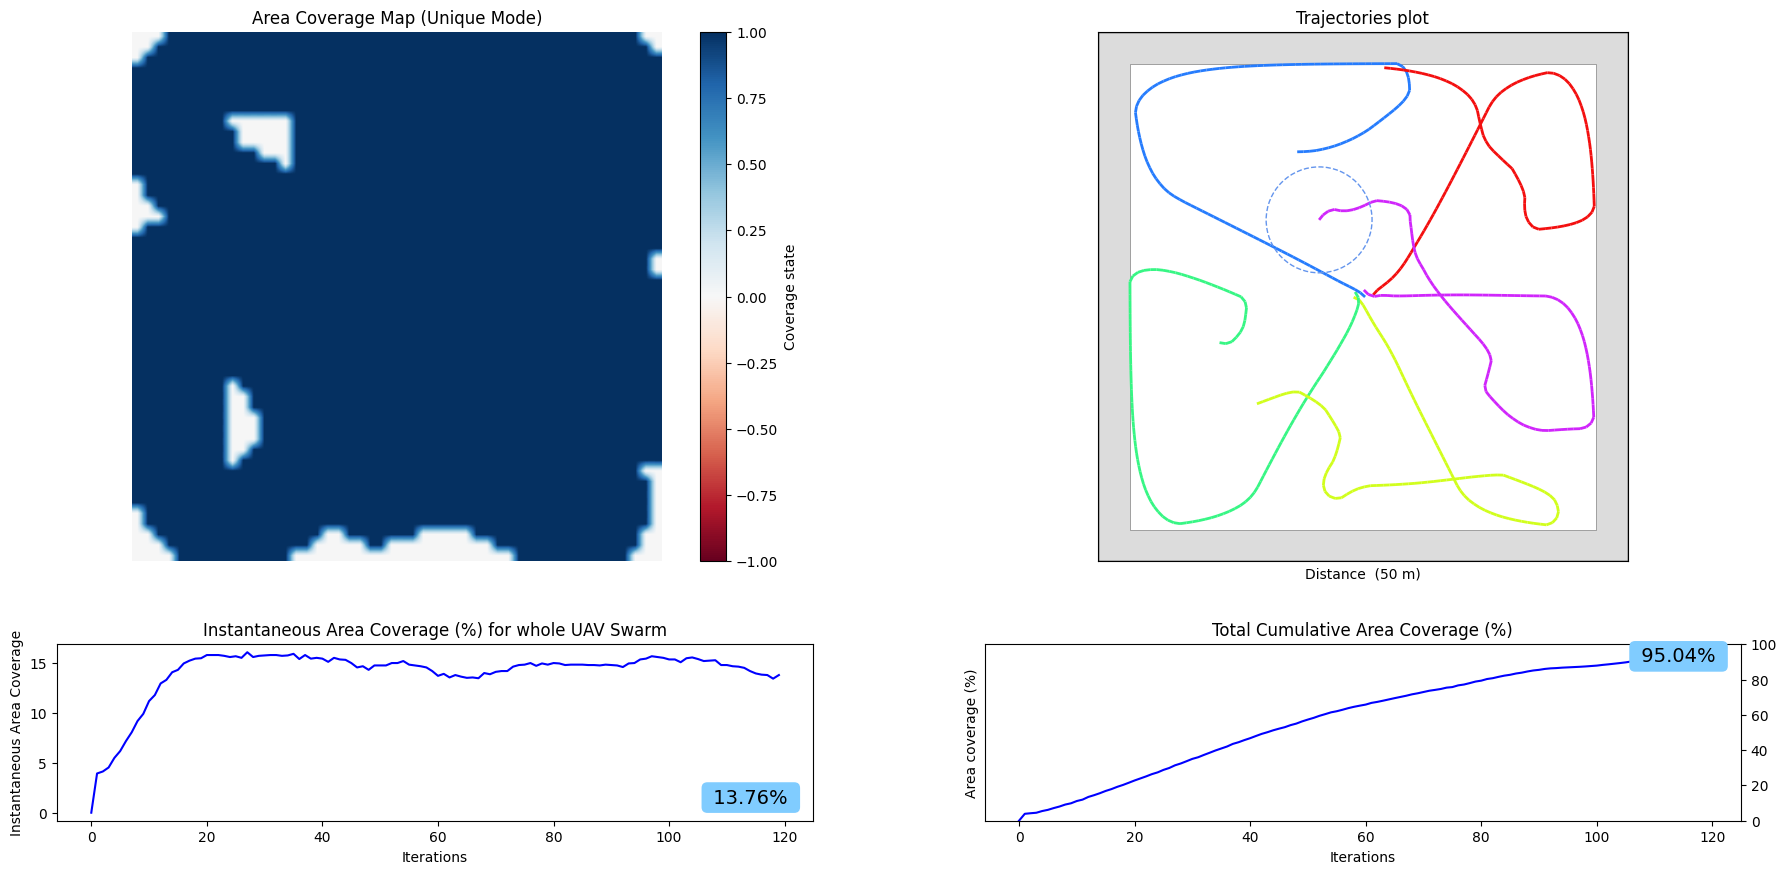 Area Coverage Map (Unique Mode)
1.00
0.75
0.50
0.25
0.00
−0.25
−0.50
−0.75
−1.00
Coverage state
Trajectories plot
Distance  (50 m)
Instantaneous Area Coverage (%) for whole UAV Swarm
Instantaneous Area Coverage
15
10
5
0
13.76%
0 20 40 60 80 100 120
Iterations
Total Cumulative Area Coverage (%)
Area coverage (%)
95.04%
100
80
60
40
20
0
0 20 40 60 80 100 120
Iterations